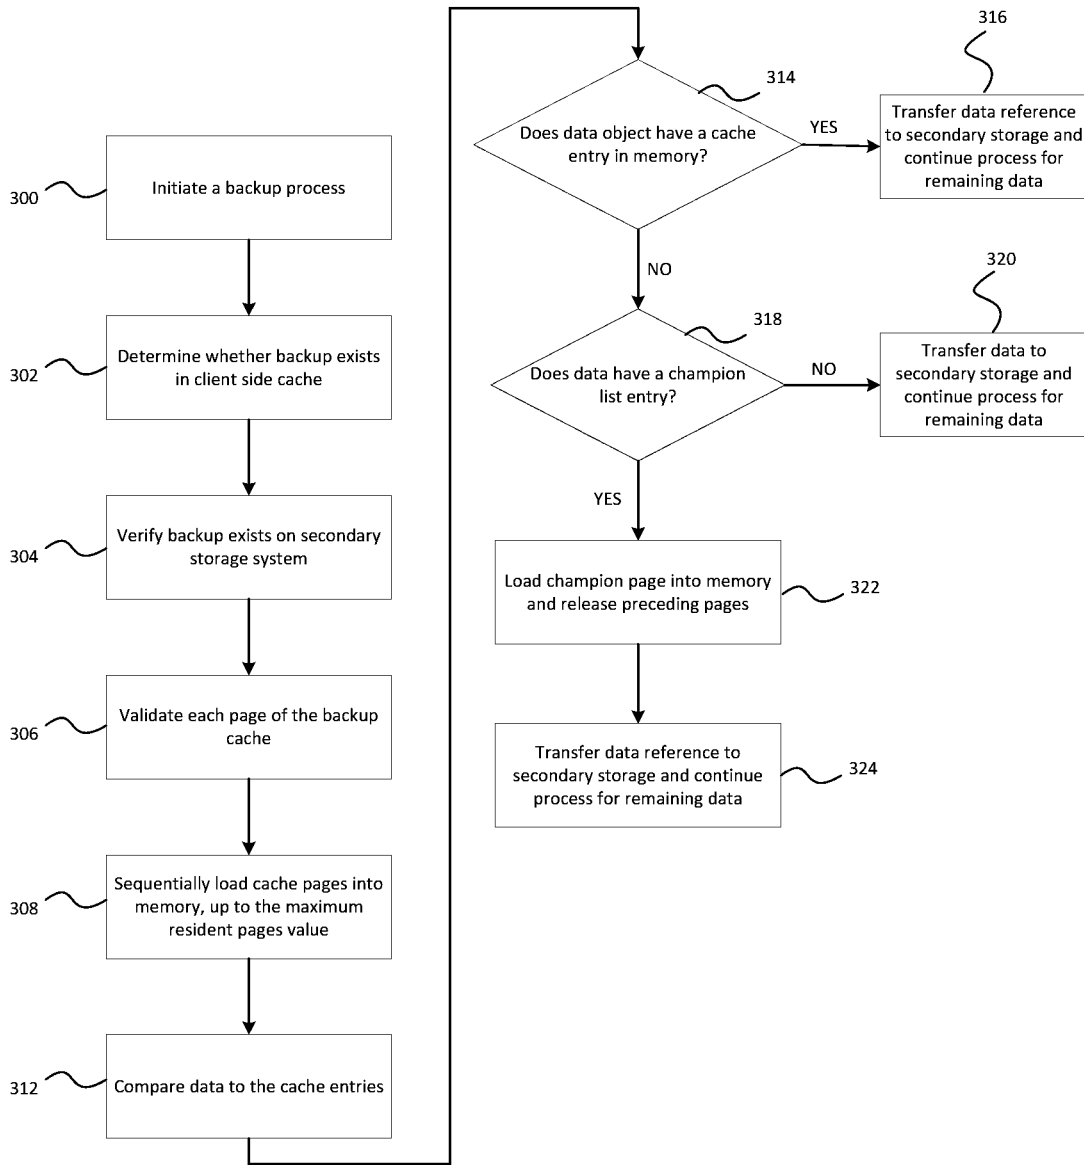 300
Initiate a backup process
302
Determine whether backup exists
in client side cache
304
Verify backup exists on secondary
storage system
306
Validate each page of the backup
cache
308
Sequentially load cache pages into
memory, up to the maximum
resident pages value
312
Compare data to the cache entries
314
Does data object have a cache
entry in memory?
YES
316
Transfer data reference
to secondary storage and
continue process for
remaining data
NO
318
Does data have a champion
list entry?
NO
320
Transfer data to
secondary storage and
continue process for
remaining data
YES
Load champion page into memory
and release preceding pages
322
Transfer data reference to
secondary storage and continue
process for remaining data
324